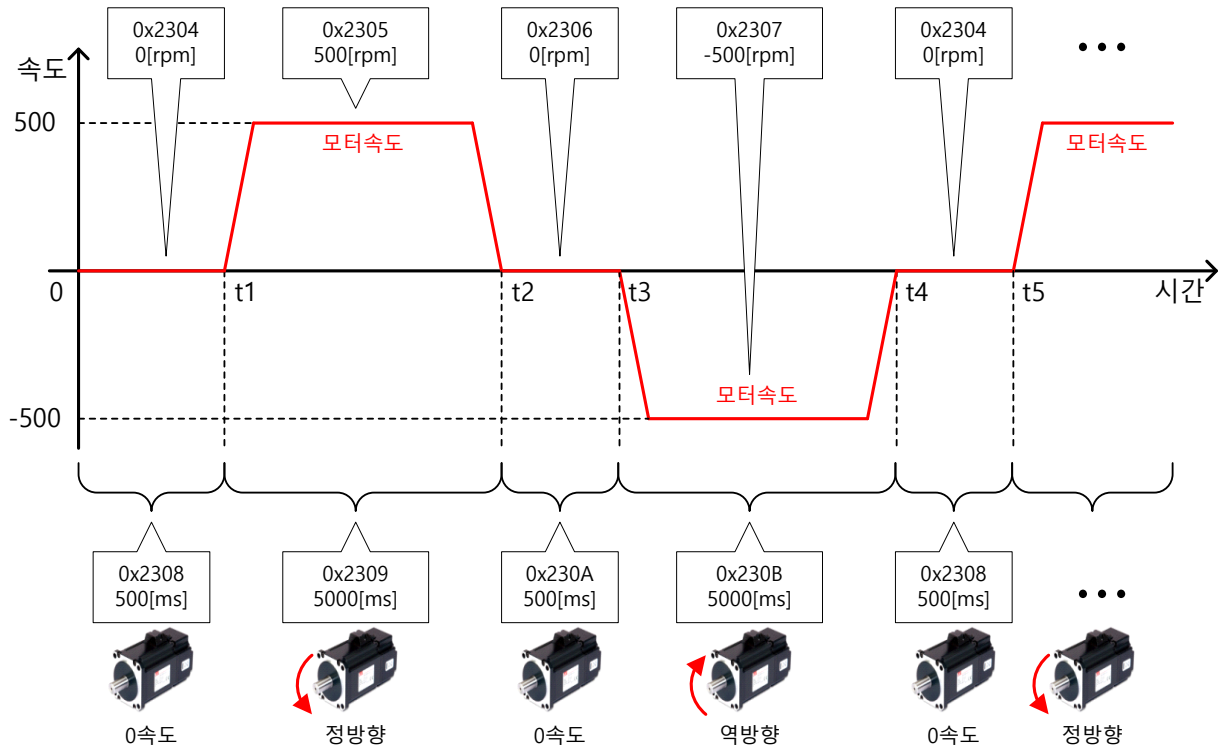 0x2304
0[rpm]
0x2305
500[rpm]
0x2306
0[rpm]
0x2307
-500[rpm]
0x2304
0[rpm]
속도
500
모터속도
모터속도
0
t1
t2
t3
t4
t5
시간
모터속도
-500
0x2308
500[ms]
0x2309
5000[ms]
0x230A
500[ms]
0x230B
5000[ms]
0x2308
500[ms]
0속도
정방향
0속도
역방향
0속도
정방향